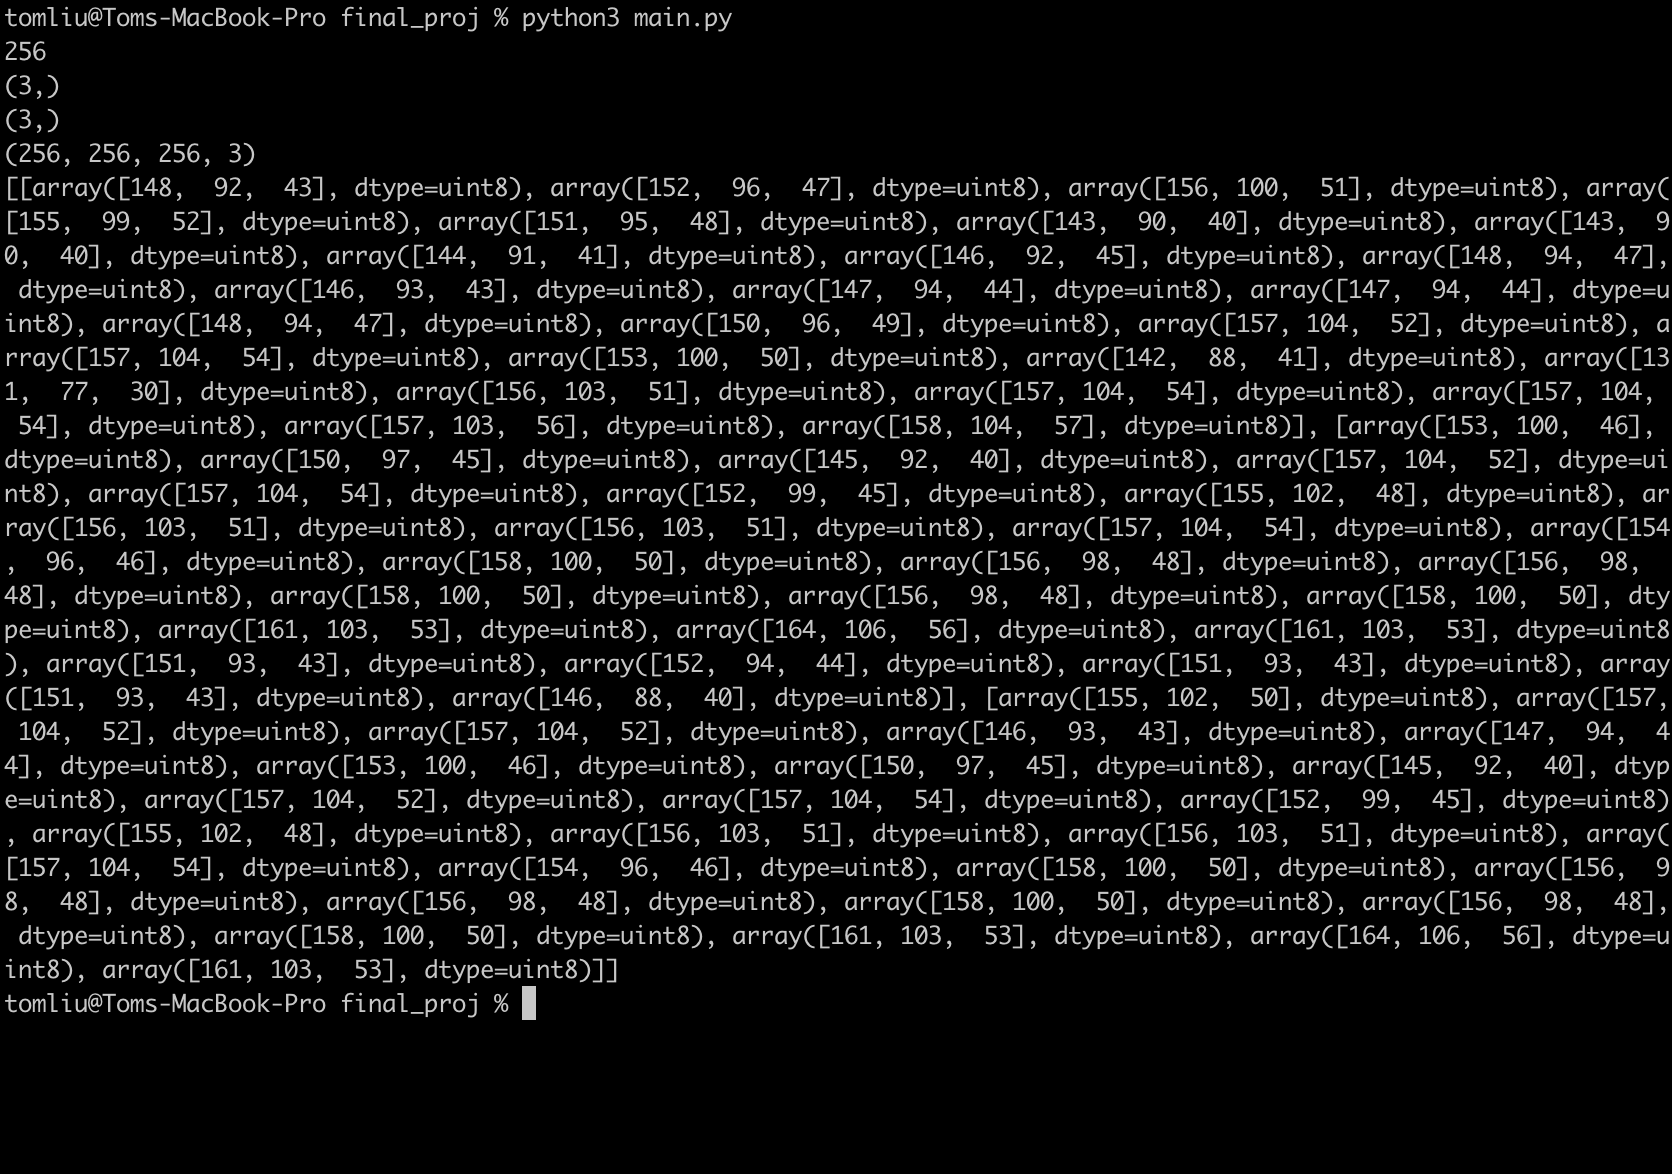 tomliu@Toms-MacBook-Pro final_proj % python3 main.py
256
(3,)
(3,)
(256, 256, 256, 3)
[[array([148,  92,  43], dtype=uint8), array([152,  96,  47], dtype=uint8), array([156, 100,  51], dtype=uint8), array(
[155,  99,  52], dtype=uint8), array([151,  95,  48], dtype=uint8), array([143,  90,  40], dtype=uint8), array([143,  9
0,  40], dtype=uint8), array([144,  91,  41], dtype=uint8), array([146,  92,  45], dtype=uint8), array([148,  94,  47],
 dtype=uint8), array([146,  93,  43], dtype=uint8), array([147,  94,  44], dtype=uint8), array([147,  94,  44], dtype=u
int8), array([148,  94,  47], dtype=uint8), array([150,  96,  49], dtype=uint8), array([157, 104,  52], dtype=uint8), a
rray([157, 104,  54], dtype=uint8), array([153, 100,  50], dtype=uint8), array([142,  88,  41], dtype=uint8), array([13
1,  77,  30], dtype=uint8), array([156, 103,  51], dtype=uint8), array([157, 104,  54], dtype=uint8), array([157, 104, 
 54], dtype=uint8), array([157, 103,  56], dtype=uint8), array([158, 104,  57], dtype=uint8)], [array([153, 100,  46], 
dtype=uint8), array([150,  97,  45], dtype=uint8), array([145,  92,  40], dtype=uint8), array([157, 104,  52], dtype=ui
nt8), array([157, 104,  54], dtype=uint8), array([152,  99,  45], dtype=uint8), array([155, 102,  48], dtype=uint8), ar
ray([156, 103,  51], dtype=uint8), array([156, 103,  51], dtype=uint8), array([157, 104,  54], dtype=uint8), array([154
,  96,  46], dtype=uint8), array([158, 100,  50], dtype=uint8), array([156,  98,  48], dtype=uint8), array([156,  98,  
48], dtype=uint8), array([158, 100,  50], dtype=uint8), array([156,  98,  48], dtype=uint8), array([158, 100,  50], dty
pe=uint8), array([161, 103,  53], dtype=uint8), array([164, 106,  56], dtype=uint8), array([161, 103,  53], dtype=uint8
), array([151,  93,  43], dtype=uint8), array([152,  94,  44], dtype=uint8), array([151,  93,  43], dtype=uint8), array
([151,  93,  43], dtype=uint8), array([146,  88,  40], dtype=uint8)], [array([155, 102,  50], dtype=uint8), array([157,
 104,  52], dtype=uint8), array([157, 104,  52], dtype=uint8), array([146,  93,  43], dtype=uint8), array([147,  94,  4
4], dtype=uint8), array([153, 100,  46], dtype=uint8), array([150,  97,  45], dtype=uint8), array([145,  92,  40], dtyp
e=uint8), array([157, 104,  52], dtype=uint8), array([157, 104,  54], dtype=uint8), array([152,  99,  45], dtype=uint8)
, array([155, 102,  48], dtype=uint8), array([156, 103,  51], dtype=uint8), array([156, 103,  51], dtype=uint8), array(
[157, 104,  54], dtype=uint8), array([154,  96,  46], dtype=uint8), array([158, 100,  50], dtype=uint8), array([156,  9
8,  48], dtype=uint8), array([156,  98,  48], dtype=uint8), array([158, 100,  50], dtype=uint8), array([156,  98,  48],
 dtype=uint8), array([158, 100,  50], dtype=uint8), array([161, 103,  53], dtype=uint8), array([164, 106,  56], dtype=u
int8), array([161, 103,  53], dtype=uint8)]]
tomliu@Toms-MacBook-Pro final_proj %